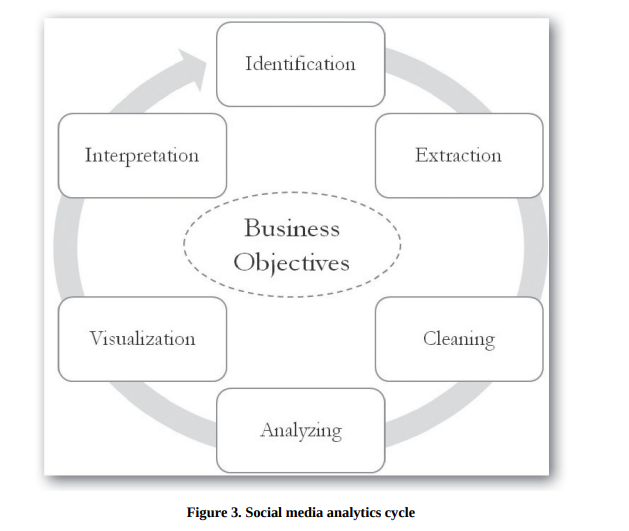 Identification
Interpretation
Extraction
Business
Objectives
Visualization
Cleaning
Analyzing
Figure 3. Social media analytics cycle